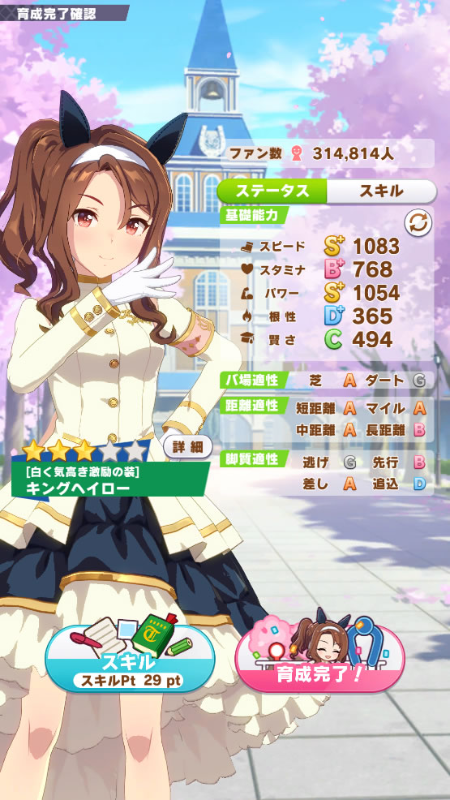 育成完了確認
ファン数 314,814人
ステータス スキル
基礎能力
スピード S+ 1083
スタミナ B+ 768
パワー S+ 1054
根性 D+ 365
賢さ C 494
バ場適性 芝 A ダート G
距離適性 短距離 A マイル A
中距離 A 長距離 B
脚質適性 逃げ G 先行 B
差し A 追込 D
詳細
[白く気高き激励の装]
キングヘイロー
T
スキル
スキルPt 29 pt
育成完了!